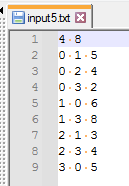 input5.txt
1 4 8
2 0 1 5
3 0 2 4
4 0 3 2
5 1 0 6
6 1 3 8
7 2 1 3
8 2 3 4
9 3 0 5